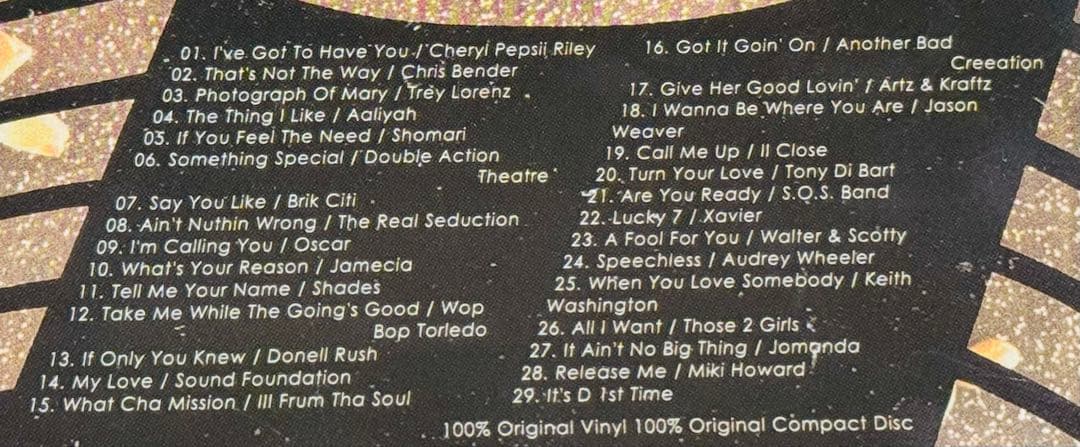 01. I've Got To Have You / Cheryl Pepsii Riley
02. That's Not The Way / Chris Bender
03. Photograph Of Mary / Trey Lorenz
04. The Thing I Like / Aaliyah
05. If You Feel The Need / Shomari
06. Something Special / Double Action
Theatre
07. Say You Like / Brik Citi
08. Ain't Nuthin Wrong / The Real Seduction
09. I'm Calling You / Oscar
10. What's Your Reason / Jamecia
11. Tell Me Your Name / Shades
12. Take Me While The Going's Good / Wop
Bop Torledo
13. If Only You Knew / Donell Rush
14. My Love / Sound Foundation
15. What Cha Mission / Ill Frum Tha Soul
16. Got It Goin' On / Another Bad
Creeation
17. Give Her Good Lovin' / Artz & Kraftz
18. I Wanna Be Where You Are / Jason
Weaver
19. Call Me Up / II Close
20. Turn Your Love / Tony Di Bart
21. Are You Ready / S.O.S. Band
22. Lucky 7 / Xavier
23. A Fool For You / Walter & Scotty
24. Speechless / Audrey Wheeler
25. When You Love Somebody / Keith
Washington
26. All I Want / Those 2 Girls
27. It Ain't No Big Thing / Jomanda
28. Release Me / Miki Howard
29. It's D 1st Time
100% Original Vinyl 100% Original Compact Disc